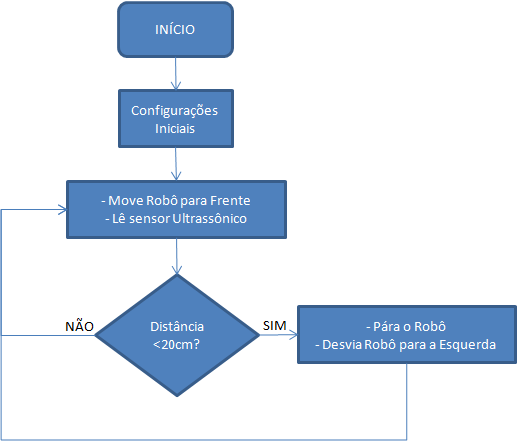 INÍCIO
Configurações
Iniciais
- Move Robô para Frente
- Lê sensor Ultrassônico
NÃO
Distância
<20cm?
SIM
- Pára o Robô
- Desvia Robô para a Esquerda